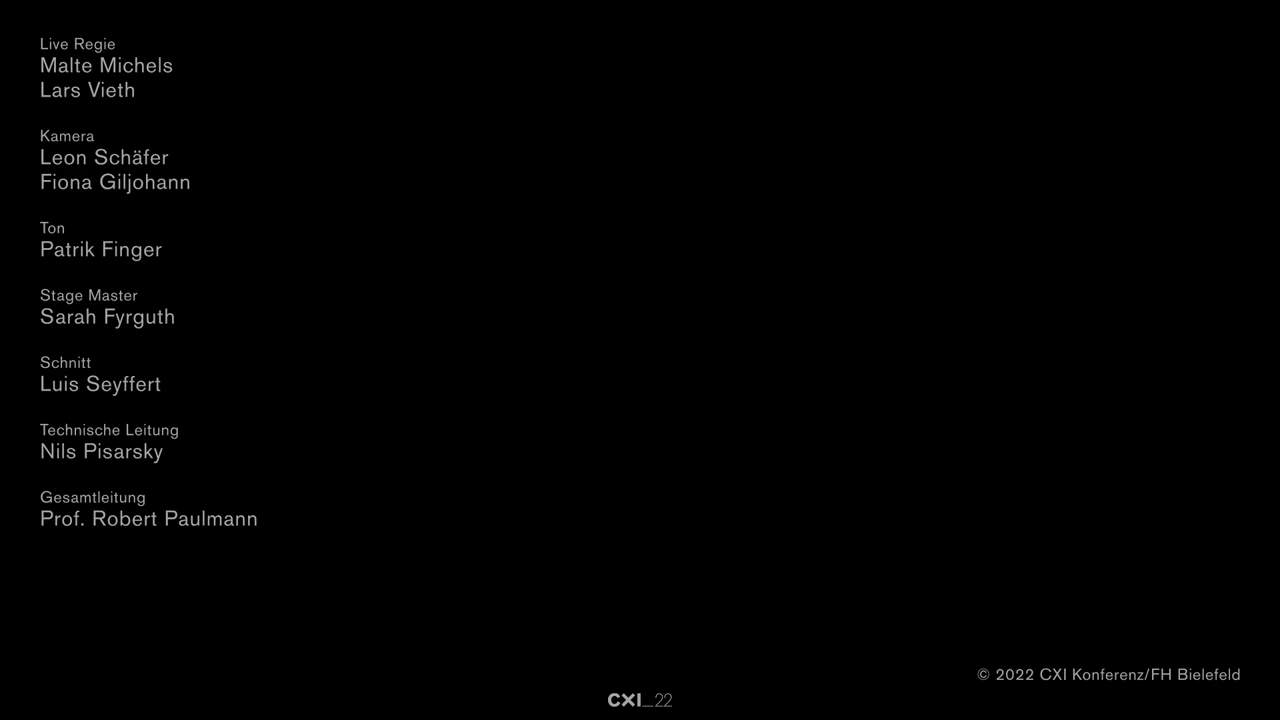 Live Regie
Malte Michels
Lars Vieth
Kamera
Leon Schäfer
Fiona Giljohann
Ton
Patrik Finger
Stage Master
Sarah Fyrguth
Schnitt
Luis Seyffert
Technische Leitung
Nils Pisarsky
Gesamtleitung
Prof. Robert Paulmann
© 2022 CXI Konferenz/FH Bielefeld
CXI_22